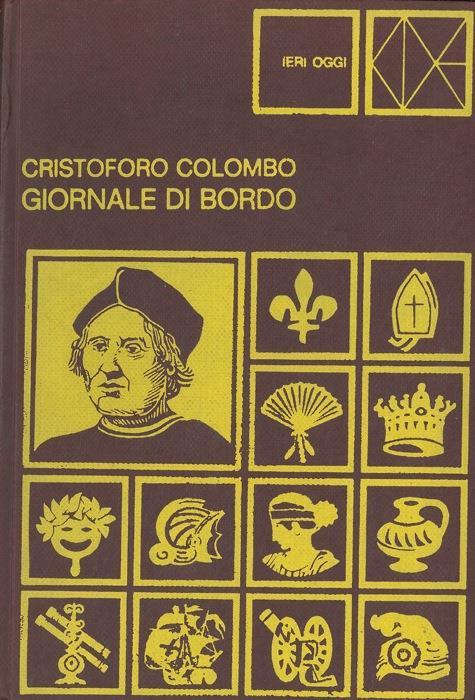 IERI OGGI
CRISTOFORO COLOMBO
GIORNALE DI BORDO